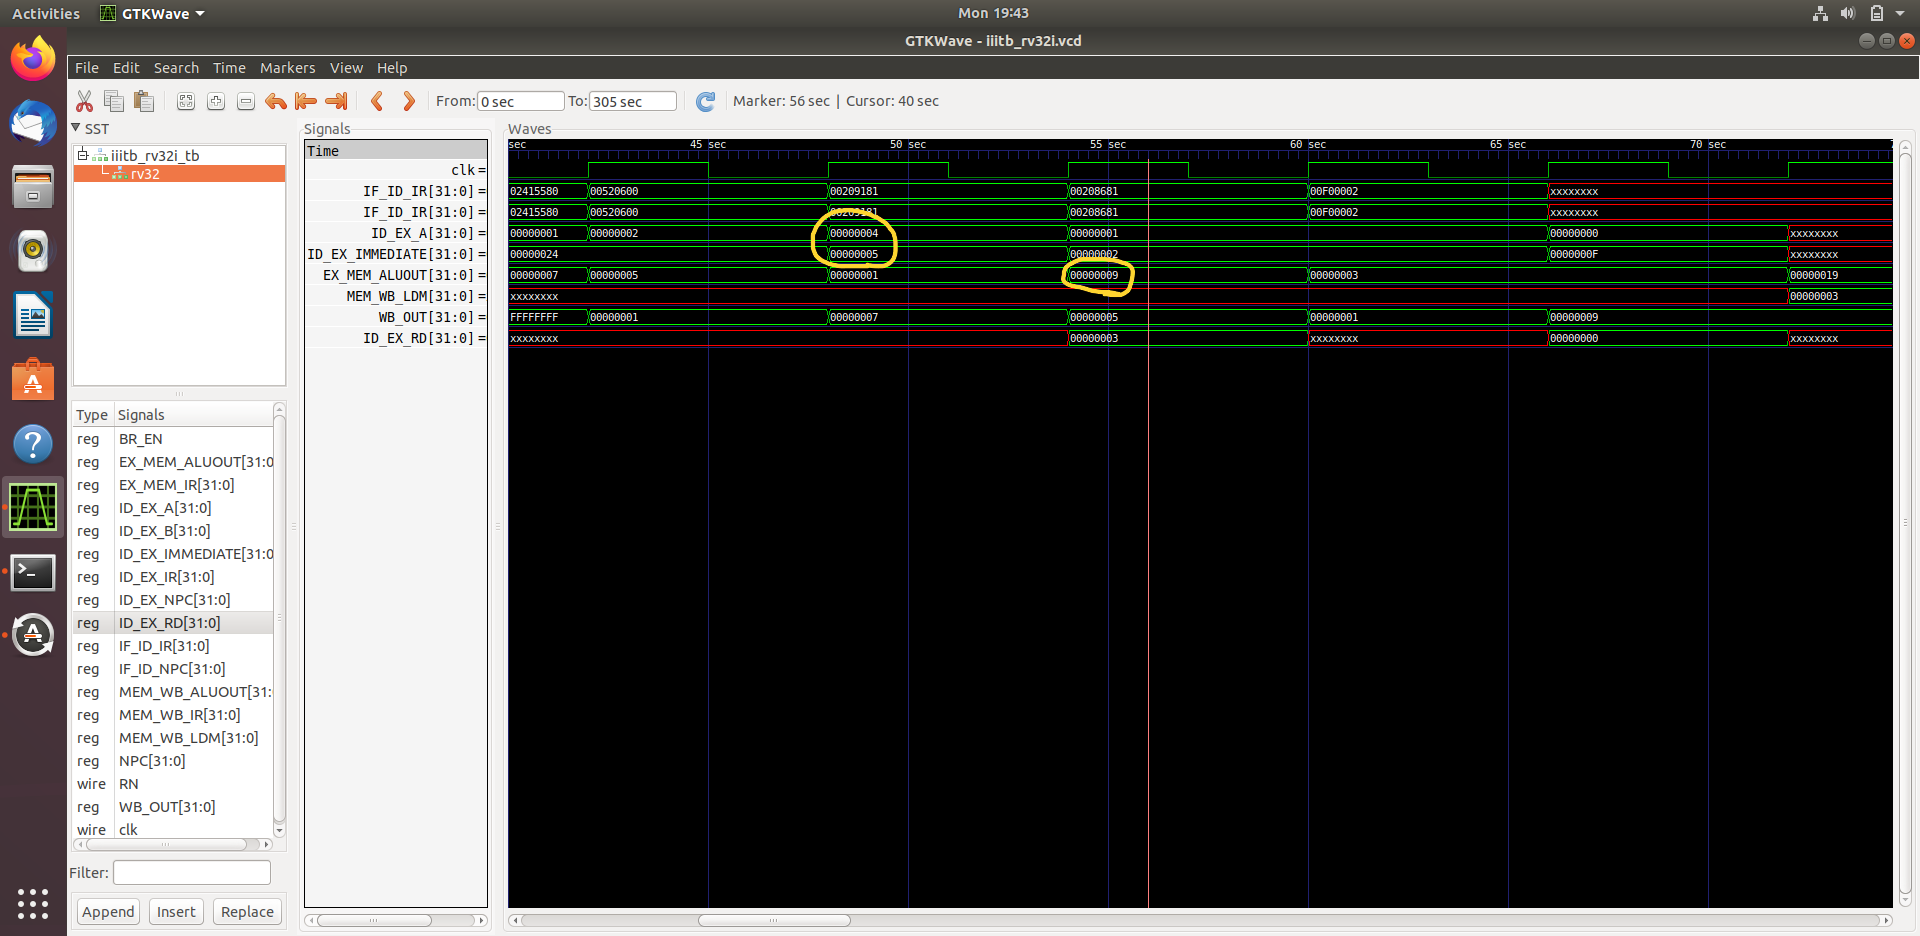 Activities GTKWave Mon 19:43
GTKWave - iiitb_rv32i.vcd
File Edit Search Time Markers View Help
From: 0 sec To: 305 sec Marker: 56 sec | Cursor: 40 sec
SST
iiitb_rv32i_tb
rv32
Type Signals
reg BR_EN
reg EX_MEM_ALUOUT[31:0
reg EX_MEM_IR[31:0]
reg ID_EX_A[31:0]
reg ID_EX_B[31:0]
reg ID_EX_IMMEDIATE[31:0
reg ID_EX_IR[31:0]
reg ID_EX_NPC[31:0]
reg ID_EX_RD[31:0]
reg IF_ID_IR[31:0]
reg IF_ID_NPC[31:0]
reg MEM_WB_ALUOUT[31:
reg MEM_WB_IR[31:0]
reg MEM_WB_LDM[31:0]
reg NPC[31:0]
wire RN
reg WB_OUT[31:0]
wire clk
Filter:
Append Insert Replace
Signals
Time
clk=
IF_ID_IR[31:0] =
IF_ID_IR[31:0] =
ID_EX_A[31:0] =
ID_EX_IMMEDIATE[31:0] =
EX_MEM_ALUOUT[31:0] =
MEM_WB_LDM[31:0] =
WB_OUT[31:0] =
ID_EX_RD[31:0] =
Waves
sec 45 sec 50 sec 55 sec 60 sec 65 sec 70 sec
02415580 00520600 00209181 00208681 00F00002 xxxxxxxx
02415580 00520600 00209181 00208681 00F00002 xxxxxxxx
00000001 00000002 00000004 00000001 00000000 xxxxxxxx
00000024 00000005 00000002 0000000F xxxxxxxx
00000007 00000005 00000001 00000009 00000003 00000019
xxxxxxxx 00000003
FFFFFFFF 00000001 00000007 00000005 00000001 00000009
xxxxxxxx 00000003 xxxxxxxx 00000000 xxxxxxxx